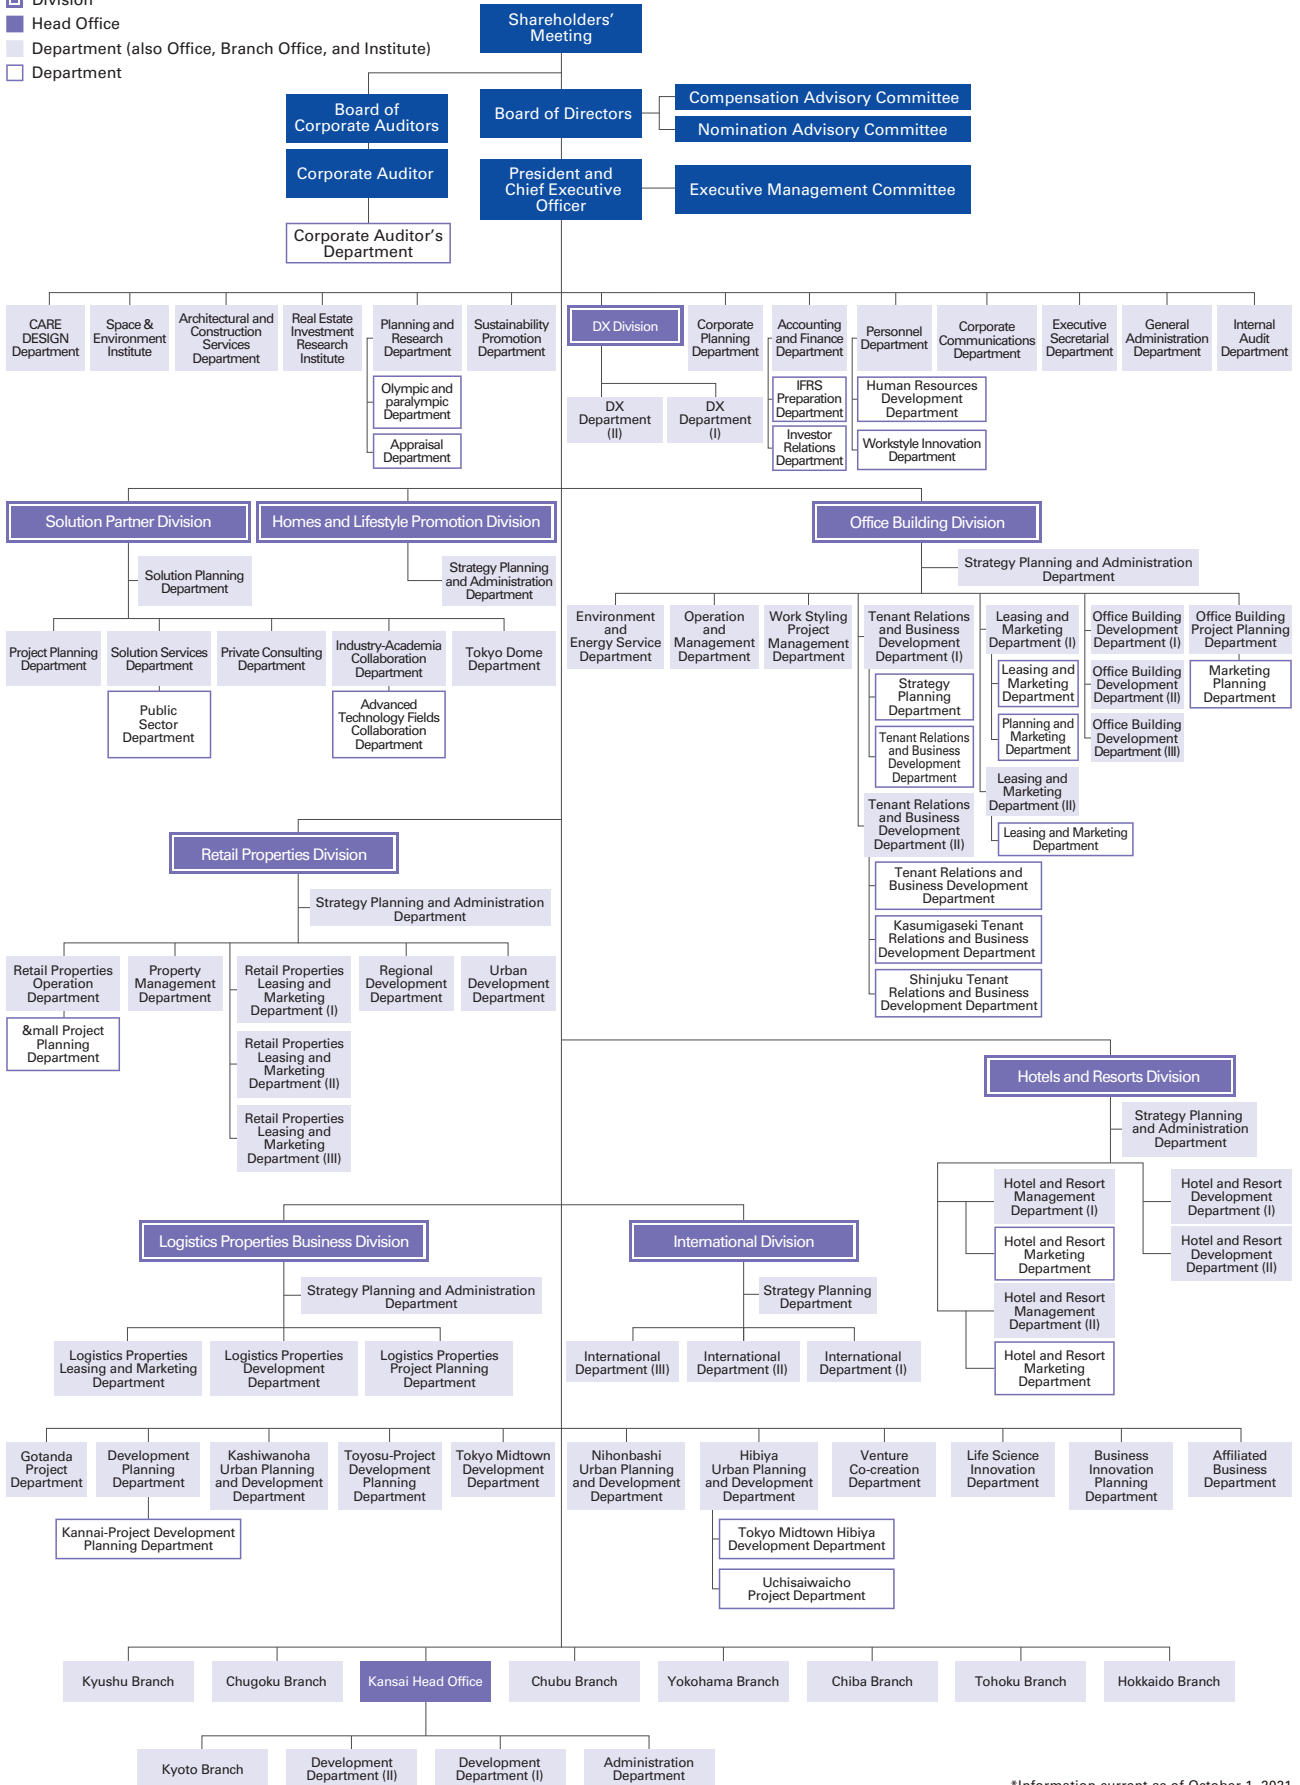 Division
Head Office
Department (also Office, Branch Office, and Institute)
Department
Shareholders'
Meeting
Board of
Corporate Auditors
Board of Directors
Compensation Advisory Committee
Nomination Advisory Committee
Corporate Auditor
President and
Chief Executive
Officer
Executive Management Committee
Corporate Auditor's
Department
CARE
DESIGN
Department
Space &
Environment
Institute
Architectural and
Construction
Services
Department
Real Estate
Investment
Research
Institute
Planning and
Research
Department
Sustainability
Promotion
Department
DX Division
Corporate
Planning
Department
Accounting
and Finance
Department
Personnel
Department
Corporate
Communications
Department
Executive
Secretarial
Department
General
Administration
Department
Internal
Audit
Department
Olympic and
paralympic
Department
Appraisal
Department
DX
Department
(II)
DX
Department
(I)
IFRS
Preparation
Department
Investor
Relations
Department
Human Resources
Development
Department
Workstyle Innovation
Department
Solution Partner Division
Homes and Lifestyle Promotion Division
Office Building Division
Solution Planning
Department
Strategy Planning
and Administration
Department
Strategy Planning and Administration
Department
Project Planning
Department
Solution Services
Department
Private Consulting
Department
Industry-Academia
Collaboration
Department
Tokyo Dome
Department
Public
Sector
Department
Advanced
Technology Fields
Collaboration
Department
Environment
and
Energy Service
Department
Operation
and
Management
Department
Work Styling
Project
Management
Department
Tenant Relations
and Business
Development
Department (I)
Leasing and
Marketing
Department (I)
Office Building
Development
Department (I)
Office Building
Project Planning
Department
Strategy
Planning
Department
Tenant Relations
and Business
Development
Department
Leasing and
Marketing
Department
Planning and
Marketing
Department
Office Building
Development
Department (II)
Office Building
Development
Department (III)
Marketing
Planning
Department
Tenant Relations
and Business
Development
Department (II)
Leasing and
Marketing
Department (II)
Leasing and Marketing
Department
Tenant Relations and
Business Development
Department
Kasumigaseki Tenant
Relations and Business
Development Department
Shinjuku Tenant
Relations and Business
Development Department
Retail Properties Division
Strategy Planning and Administration
Department
Retail Properties
Operation
Department
Property
Management
Department
Retail Properties
Leasing and
Marketing
Department (I)
Regional
Development
Department
Urban
Development
Department
&mall Project
Planning
Department
Retail Properties
Leasing and
Marketing
Department (II)
Retail Properties
Leasing and
Marketing
Department (III)
Hotels and Resorts Division
Strategy Planning
and Administration
Department
Hotel and Resort
Management
Department (I)
Hotel and Resort
Development
Department (I)
Hotel and Resort
Marketing
Department
Hotel and Resort
Development
Department (II)
Hotel and Resort
Management
Department (II)
Hotel and Resort
Marketing
Department
Logistics Properties Business Division
International Division
Strategy Planning and Administration
Department
Strategy Planning
Department
Logistics Properties
Leasing and Marketing
Department
Logistics Properties
Development
Department
Logistics Properties
Project Planning
Department
International
Department (III)
International
Department (II)
International
Department (I)
Gotanda
Project
Department
Development
Planning
Department
Kashiwanoha
Urban Planning
and Development
Department
Toyosu-Project
Development
Planning
Department
Tokyo Midtown
Development
Department
Nihonbashi
Urban Planning
and Development
Department
Hibiya
Urban Planning
and Development
Department
Venture
Co-creation
Department
Life Science
Innovation
Department
Business
Innovation
Planning
Department
Affiliated
Business
Department
Kannai-Project Development
Planning Department
Tokyo Midtown Hibiya
Development Department
Uchisaiwaicho
Project Department
Kyushu Branch
Chugoku Branch
Kansai Head Office
Chubu Branch
Yokohama Branch
Chiba Branch
Tohoku Branch
Hokkaido Branch
Kyoto Branch
Development
Department (II)
Development
Department (I)
Administration
Department
*Information current as of October 1, 2021